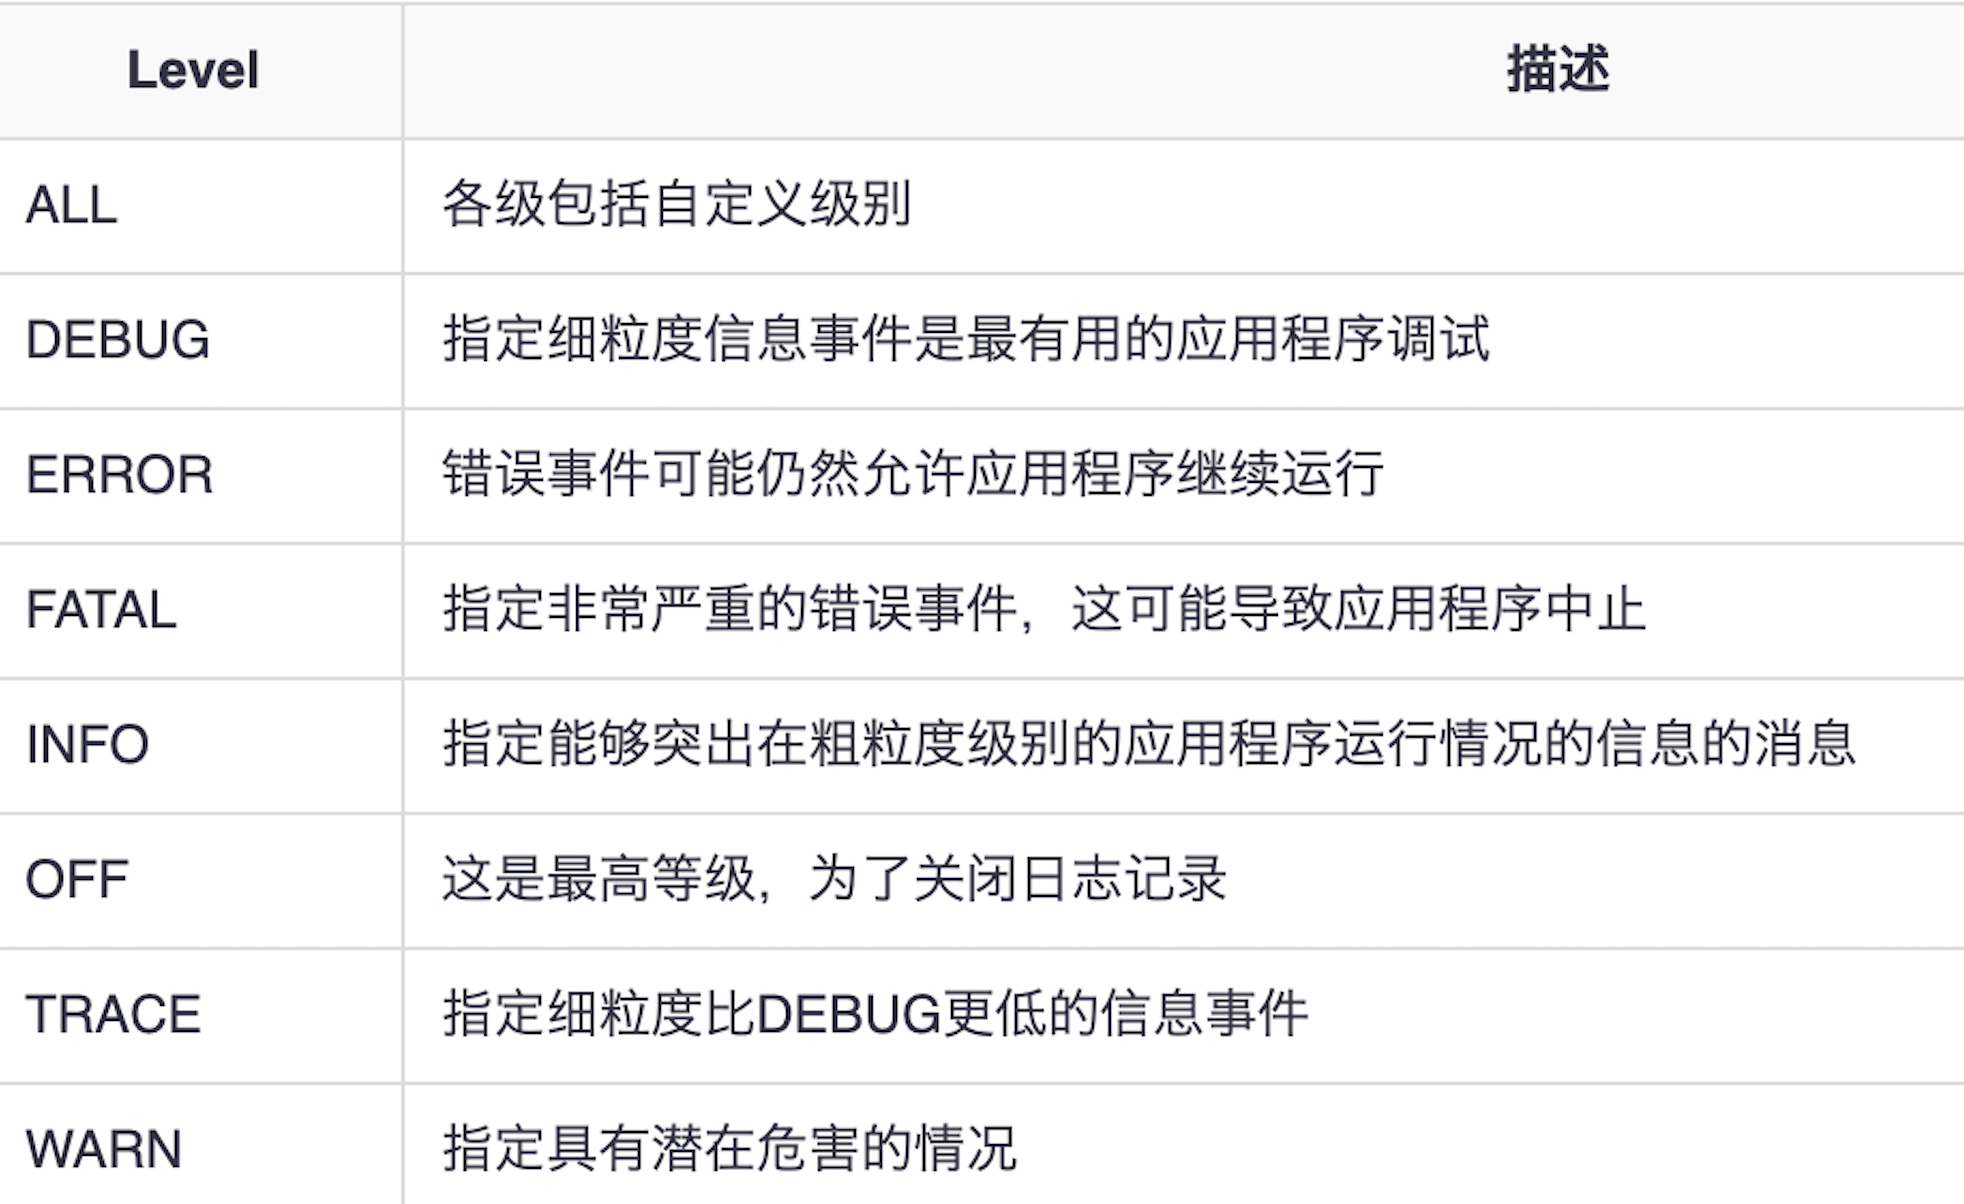 Level 描述
ALL 各级包括自定义级别
DEBUG 指定细粒度信息事件是最有用的应用程序调试
ERROR 错误事件可能仍然允许应用程序继续运行
FATAL 指定非常严重的错误事件，这可能导致应用程序中止
INFO 指定能够突出在粗粒度级别的应用程序运行情况的信息的消息
OFF 这是最高等级，为了关闭日志记录
TRACE 指定细粒度比DEBUG更低的信息事件
WARN 指定具有潜在危害的情况